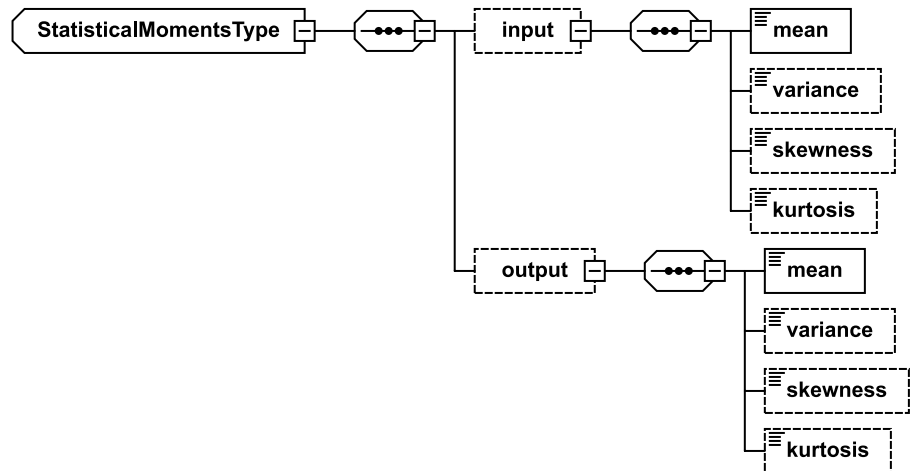 StatisticalMomentsType
input
mean
variance
skewness
kurtosis
output
mean
variance
skewness
kurtosis